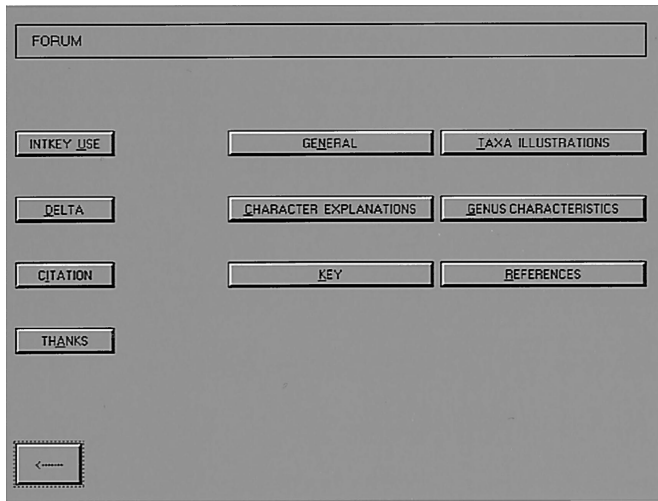 FORUM
INTKEY USE
GENERAL
TAXA ILLUSTRATIONS
DELTA
CHARACTER EXPLANATIONS
GENUS CHARACTERISTICS
CITATION
KEY
REFERENCES
THANKS
<------